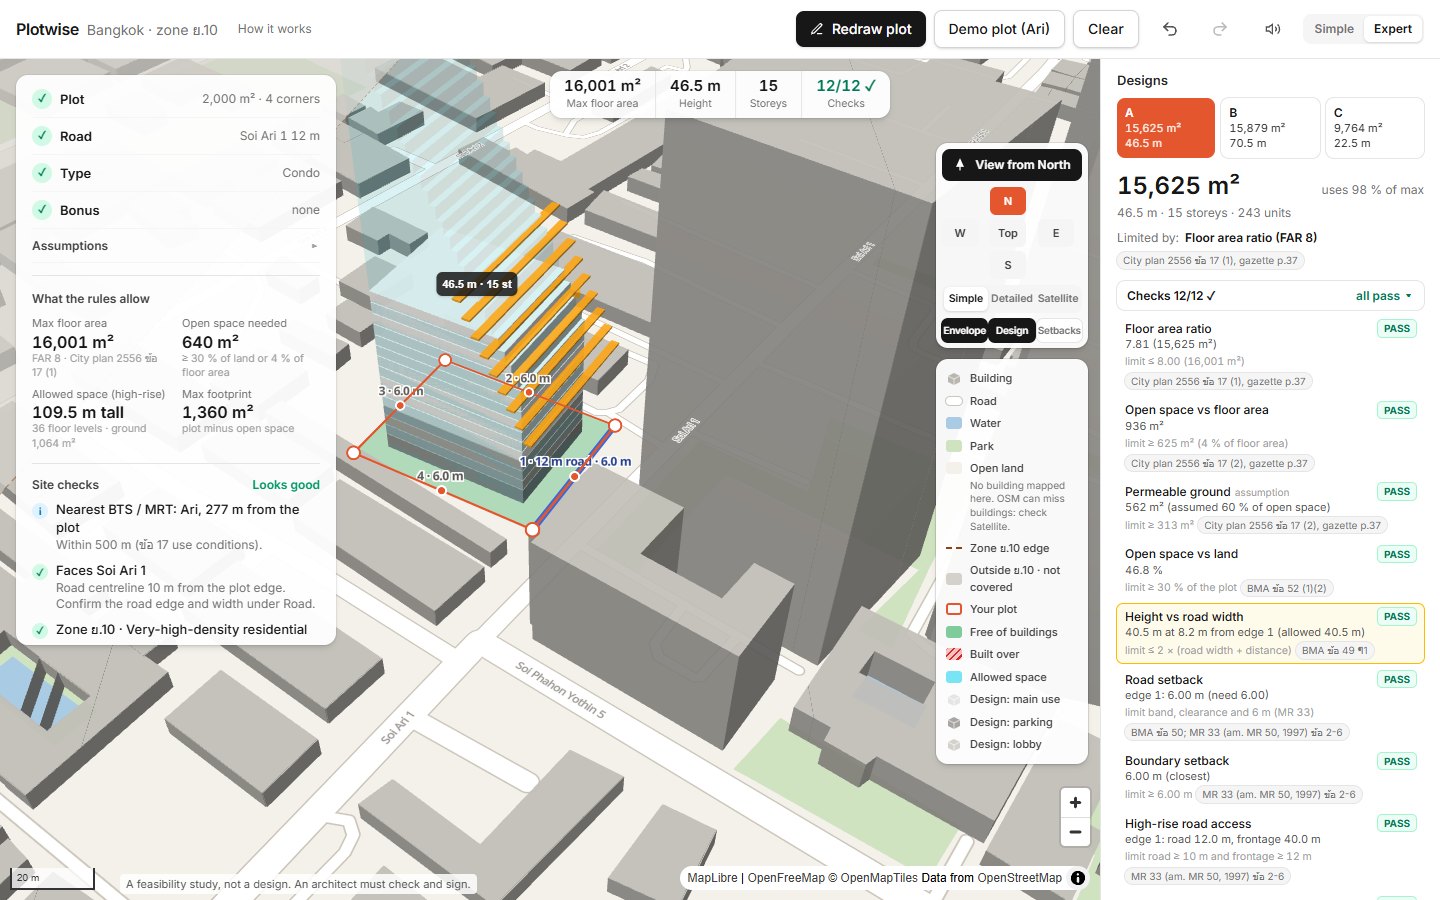 Plotwise Bangkok · zone ย.10 How it works
Redraw plot
Demo plot (Ari)
Clear
Simple Expert
Plot 2,000 m² · 4 corners
Road Soi Ari 1 12 m
Type Condo
Bonus none
Assumptions
What the rules allow
Max floor area
16,001 m²
FAR 8 · City plan 2556 ข้อ
17 (1)
Open space needed
640 m²
≥ 30 % of land or 4 % of
floor area
Allowed space (high-rise)
109.5 m tall
36 floor levels · ground
1,064 m²
Max footprint
1,360 m²
plot minus open space
Site checks Looks good
Nearest BTS / MRT: Ari, 277 m from the
plot
Within 500 m (ข้อ 17 use conditions).
Faces Soi Ari 1
Road centreline 10 m from the plot edge.
Confirm the road edge and width under Road.
Zone ย.10 · Very-high-density residential
16,001 m²
Max floor area
46.5 m
Height
15
Storeys
12/12 ✓
Checks
46.5 m · 15 st
2 · 6.0 m
3 · 6.0 m
1 · 12 m road · 6.0 m
4 · 6.0 m
Soi Ari 1
Soi Ari 1
Soi Phahon Yothin 5
Soi Ari 1
View from North
N
W Top E
S
Simple Detailed Satellite
Envelope Design Setbacks
Building
Road
Water
Park
Open land
No building mapped
here. OSM can miss
buildings: check
Satellite.
Zone ย.10 edge
Outside ย.10 · not
covered
Your plot
Free of buildings
Built over
Allowed space
Design: main use
Design: parking
Design: lobby
+
−
20 m
A feasibility study, not a design. An architect must check and sign.
MapLibre | OpenFreeMap © OpenMapTiles Data from OpenStreetMap
Designs
A
15,625 m²
46.5 m
B
15,879 m²
70.5 m
C
9,764 m²
22.5 m
15,625 m² uses 98 % of max
46.5 m · 15 storeys · 243 units
Limited by: Floor area ratio (FAR 8)
City plan 2556 ข้อ 17 (1), gazette p.37
Checks 12/12 ✓ all pass
Floor area ratio PASS
7.81 (15,625 m²)
limit ≤ 8.00 (16,001 m²)
City plan 2556 ข้อ 17 (1), gazette p.37
Open space vs floor area PASS
936 m²
limit ≥ 625 m² (4 % of floor area)
City plan 2556 ข้อ 17 (2), gazette p.37
Permeable ground assumption PASS
562 m² (assumed 60 % of open space)
limit ≥ 313 m² City plan 2556 ข้อ 17 (2), gazette p.37
Open space vs land PASS
46.8 %
limit ≥ 30 % of the plot BMA ข้อ 52 (1)(2)
Height vs road width PASS
40.5 m at 8.2 m from edge 1 (allowed 40.5 m)
limit ≤ 2 × (road width + distance) BMA ข้อ 49 ¶1
Road setback PASS
edge 1: 6.00 m (need 6.00)
limit band, clearance and 6 m (MR 33)
BMA ข้อ 50; MR 33 (am. MR 50, 1997) ข้อ 2-6
Boundary setback PASS
6.00 m (closest)
limit ≥ 6.00 m MR 33 (am. MR 50, 1997) ข้อ 2-6
High-rise road access PASS
edge 1: road 12.0 m, frontage 40.0 m
limit road ≥ 10 m and frontage ≥ 12 m
MR 33 (am. MR 50, 1997) ข้อ 2-6